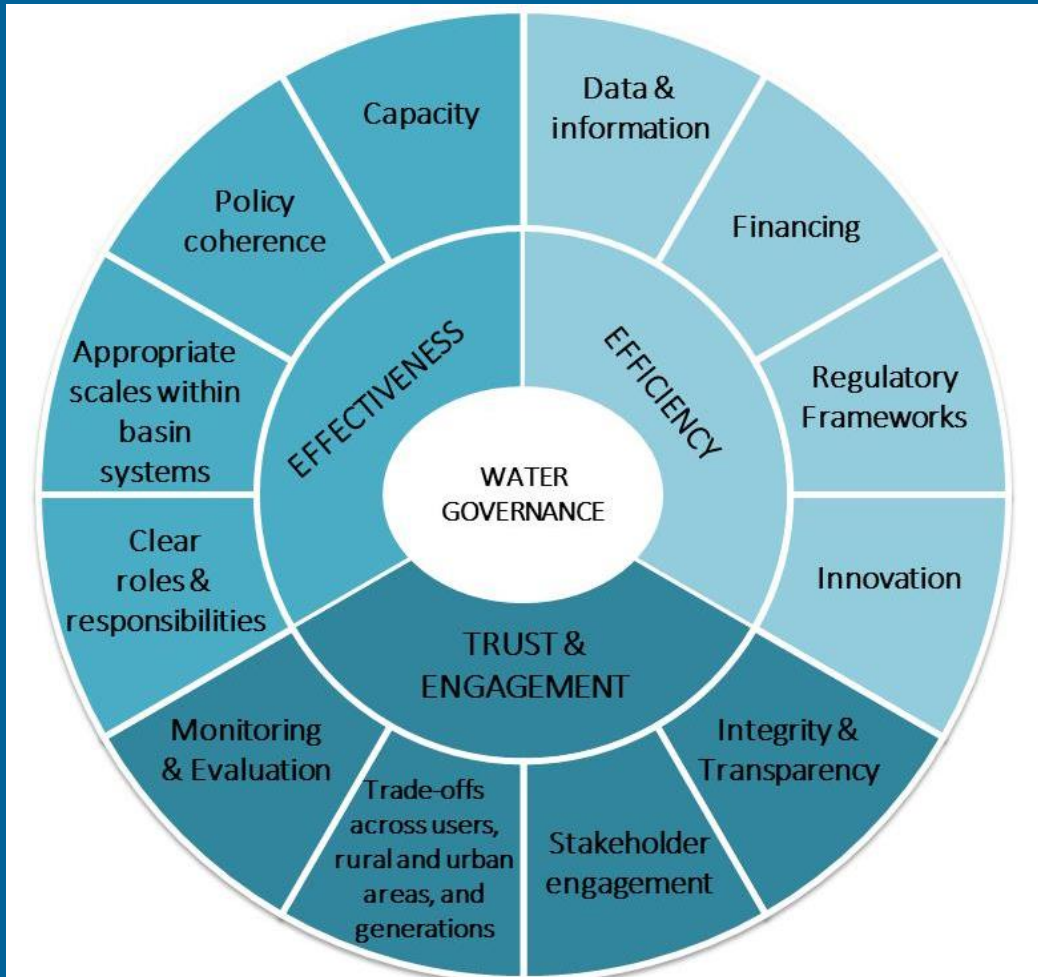 Capacity
Data &
information
Policy
coherence
Financing
Appropriate
scales within
basin
systems
Regulatory
Frameworks
Clear
roles &
responsibilities
Innovation
EFFECTIVENESS
EFFICIENCY
WATER
GOVERNANCE
TRUST &
ENGAGEMENT
Monitoring
& Evaluation
Trade-offs
across users,
rural and urban
areas, and
generations
Stakeholder
engagement
Integrity &
Transparency